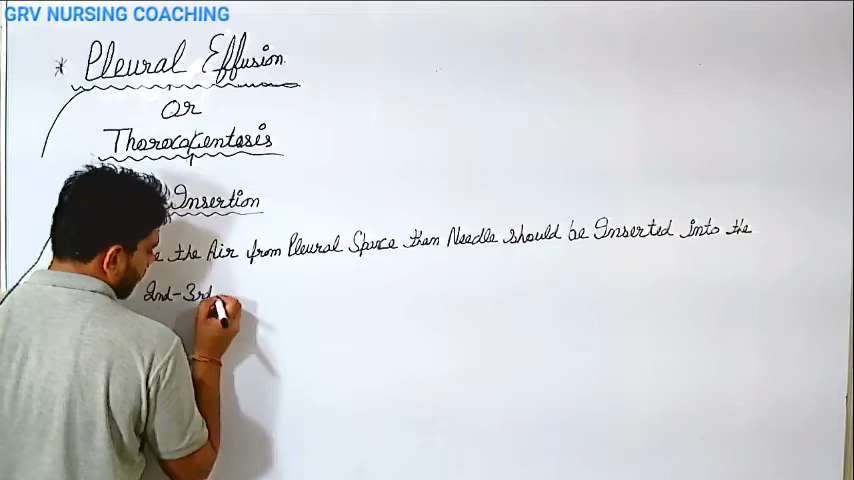 GRV NURSING COACHING
* Pleural Effusion
Or
Thoracocentasis
Insertion
e the Air from Pleural Space then Needle should be Inserted into the
2nd-3rd